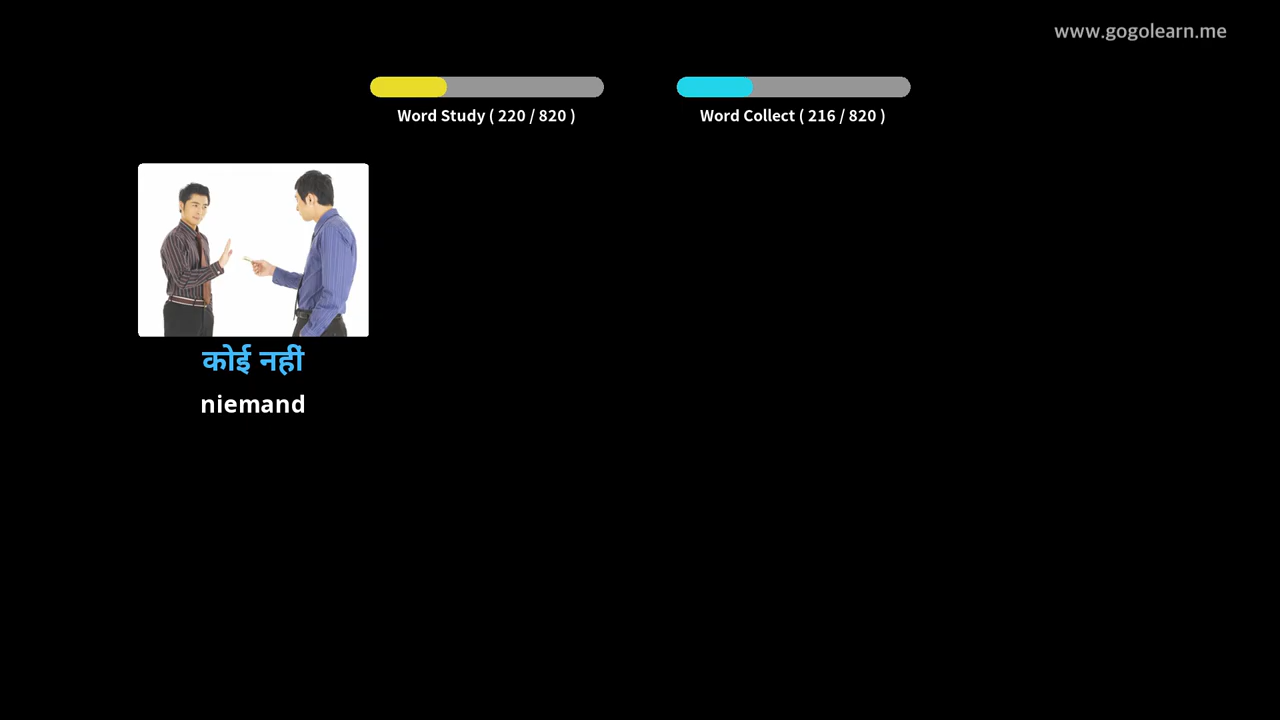 www.gogolearn.me
Word Study ( 220 / 820 )
Word Collect ( 216 / 820 )
कोई नहीं
niemand